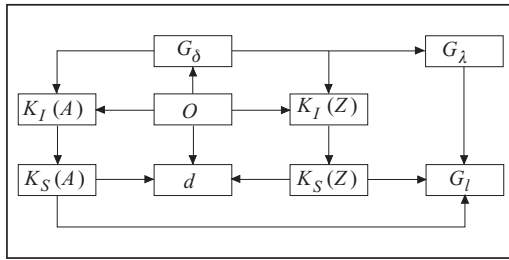 G_δ G_λ
K_I(A) O K_I(Z)
K_S(A) d K_S(Z) G_l